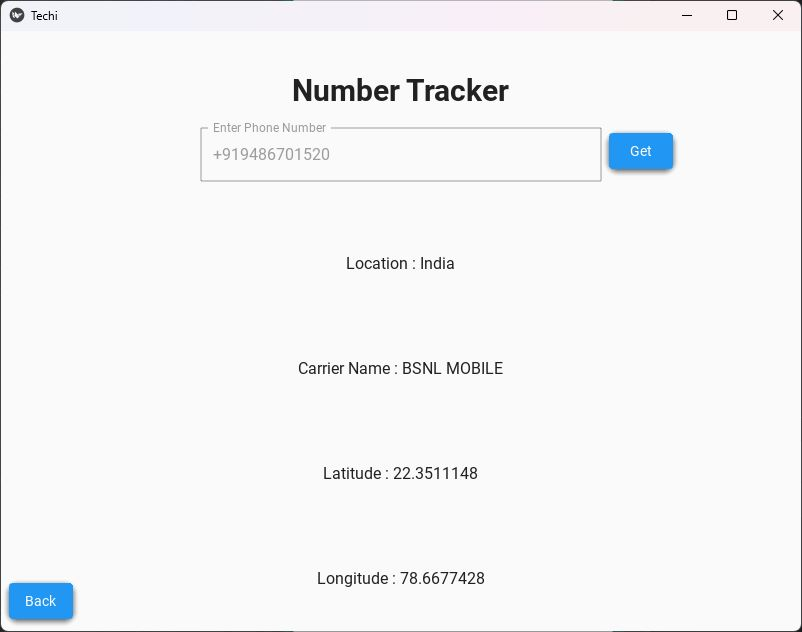 Techi
Number Tracker
Enter Phone Number
+919486701520
Get
Location : India
Carrier Name : BSNL MOBILE
Latitude : 22.3511148
Longitude : 78.6677428
Back